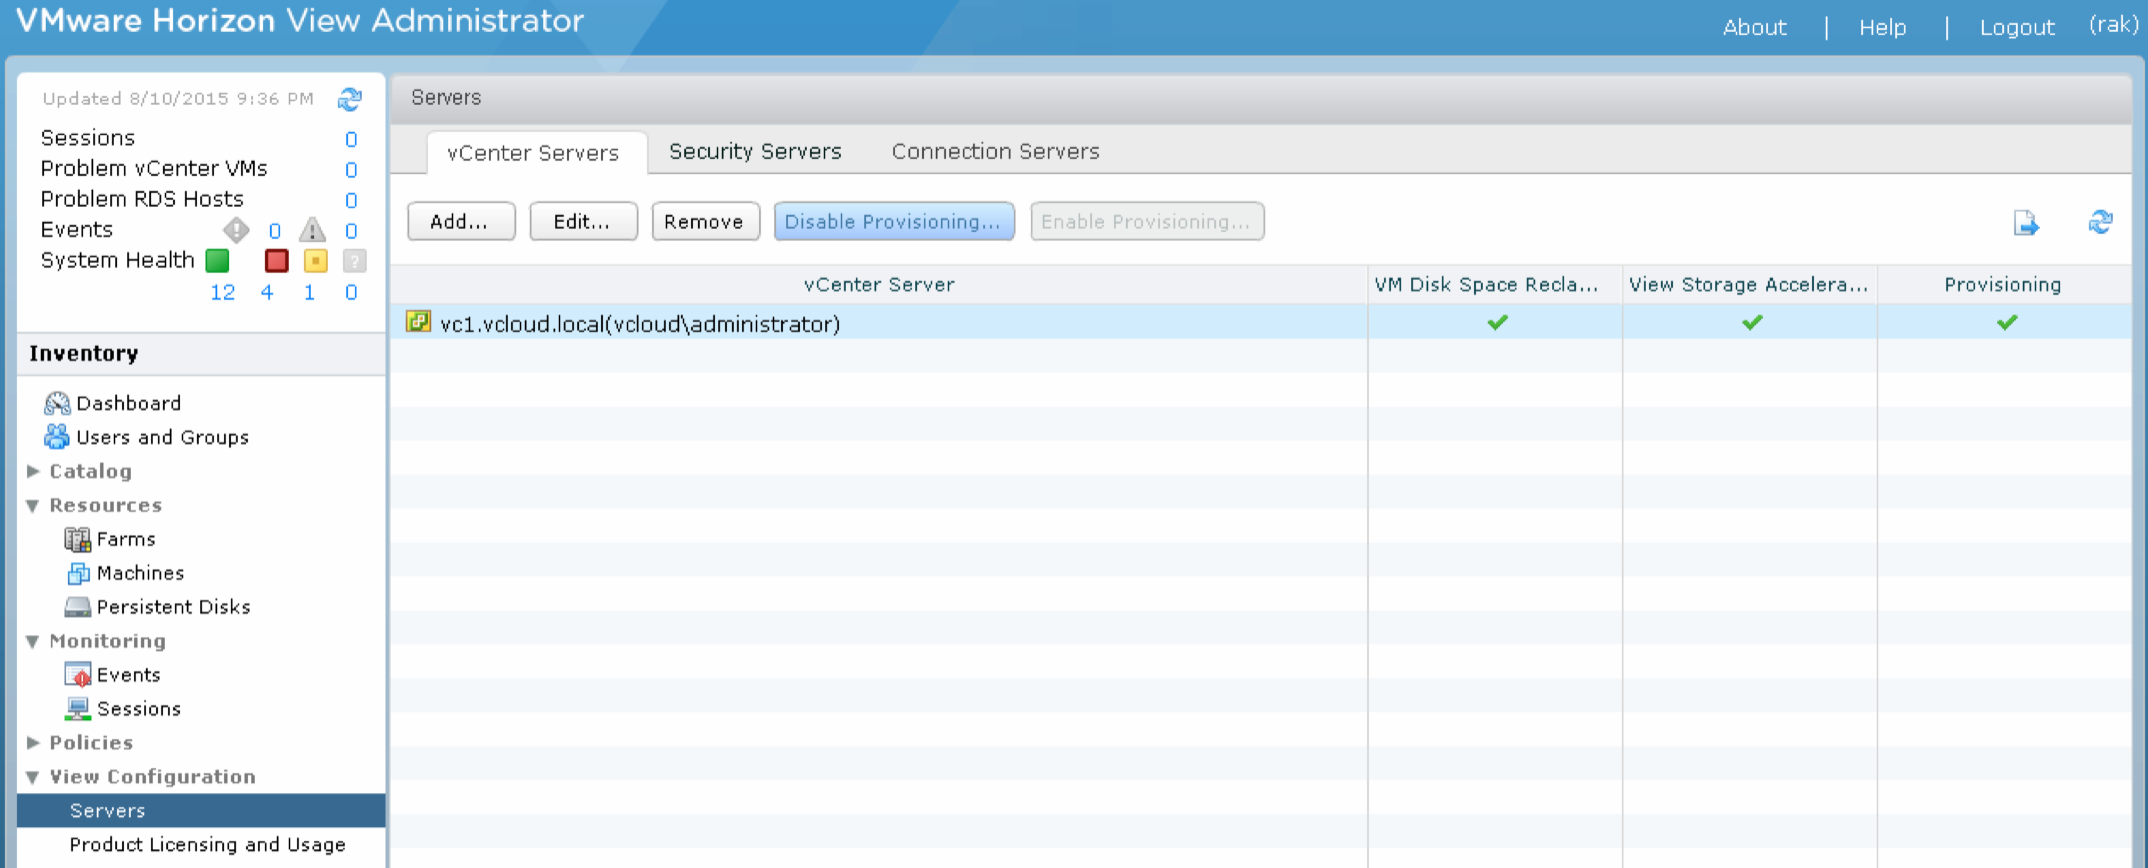 VMware Horizon View Administrator
About | Help | Logout (rak)
Updated 8/10/2015 9:36 PM
Sessions 0
Problem vCenter VMs 0
Problem RDS Hosts 0
Events 0 0
System Health
12 4 1 0
Inventory
Dashboard
Users and Groups
Catalog
Resources
Farms
Machines
Persistent Disks
Monitoring
Events
Sessions
Policies
View Configuration
Servers
Product Licensing and Usage
Servers
vCenter Servers Security Servers Connection Servers
Add... Edit... Remove Disable Provisioning... Enable Provisioning...
vCenter Server VM Disk Space Recla... View Storage Accelera... Provisioning
vc1.vcloud.local(vcloud\administrator)